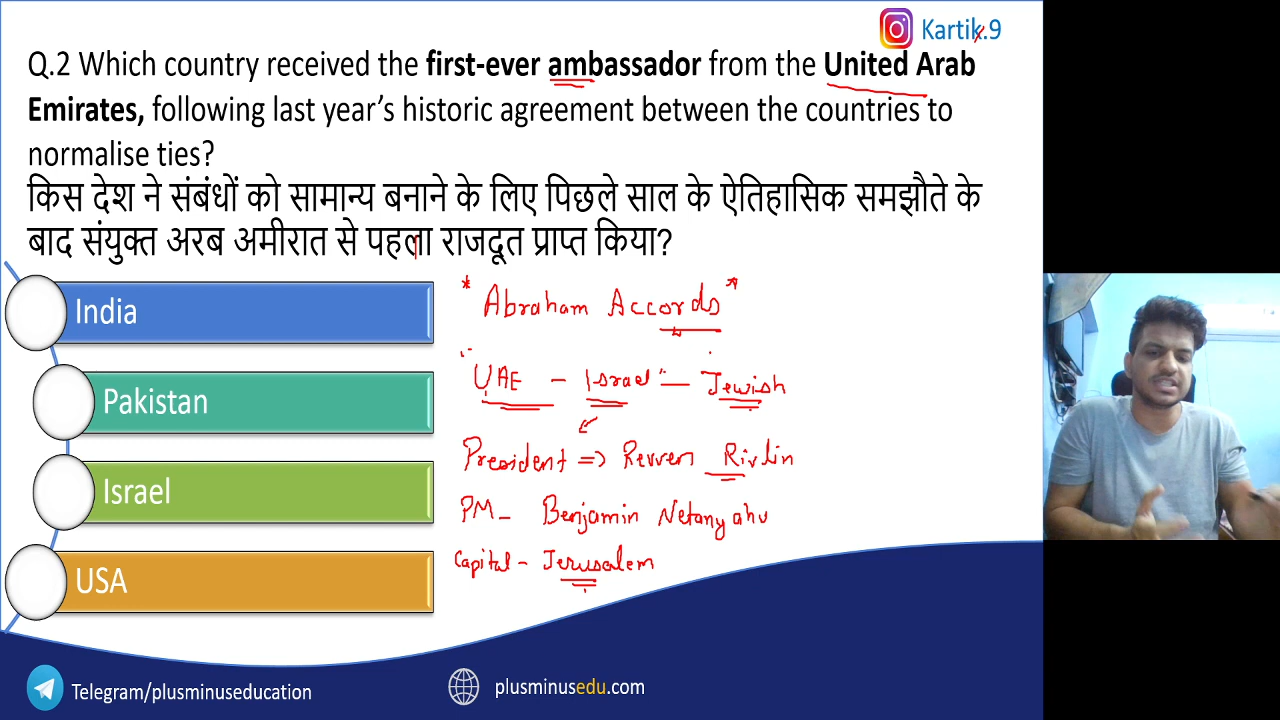 Kartik.9
Q.2 Which country received the first-ever ambassador from the United Arab
Emirates, following last year’s historic agreement between the countries to
normalise ties?
किस देश ने संबंधों को सामान्य बनाने के लिए पिछले साल के ऐतिहासिक समझौते के
बाद संयुक्त अरब अमीरात से पहला राजदूत प्राप्त किया?
India
Pakistan
Israel
USA
* Abraham Accords *
"UAE - Israel" - Jewish
President => Revven Rivlin
PM - Benjamin Netanyahu
Capital - Jerusalem
Telegram/plusminuseducation
plusminusedu.com